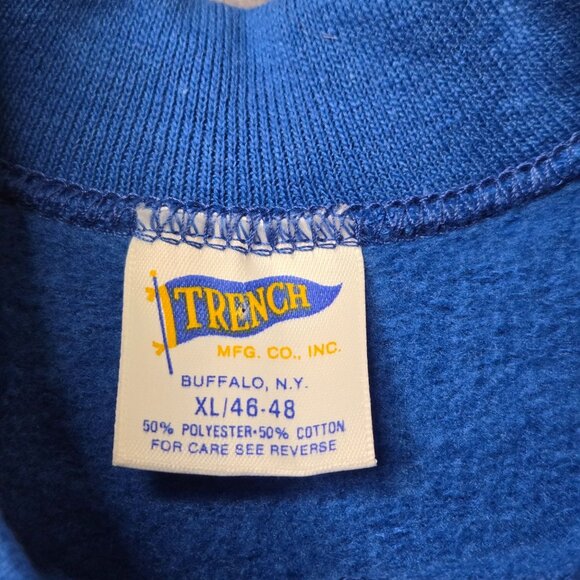 TRENCH
MFG. CO., INC.
BUFFALO, N.Y.
XL/46-48
50% POLYESTER•50% COTTON
FOR CARE SEE REVERSE